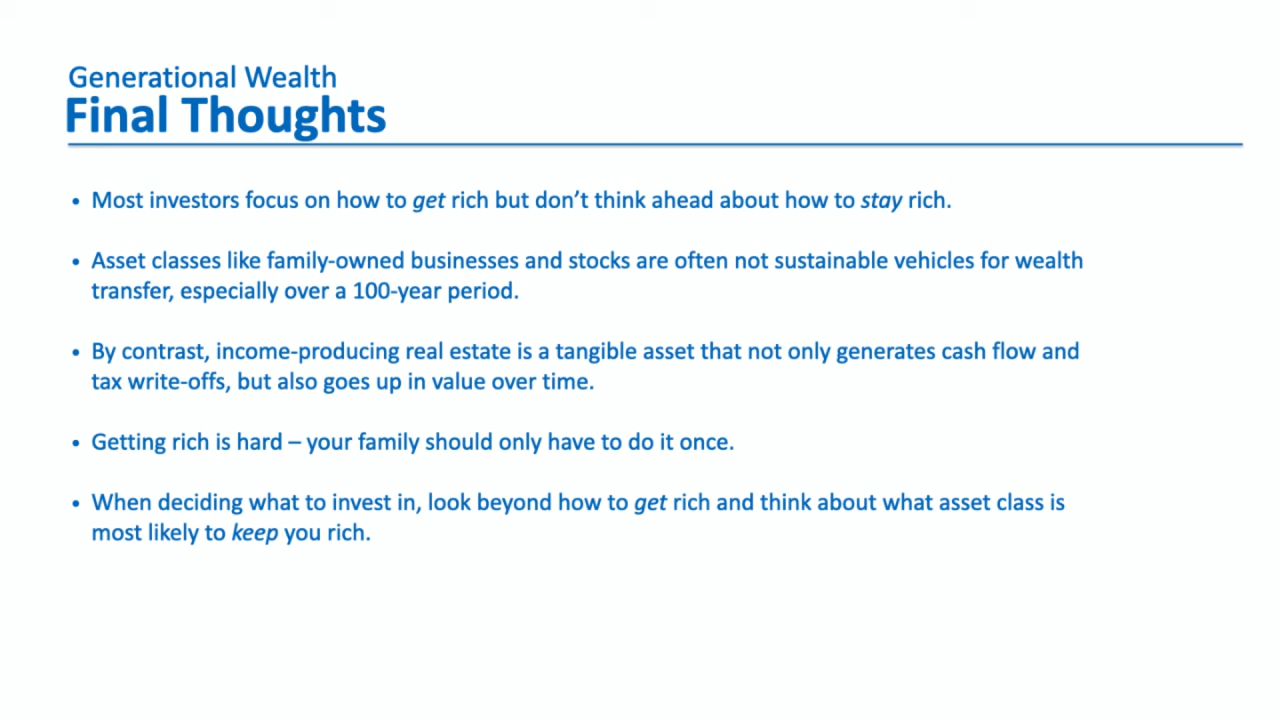 Generational Wealth
Final Thoughts
• Most investors focus on how to get rich but don’t think ahead about how to stay rich.
• Asset classes like family-owned businesses and stocks are often not sustainable vehicles for wealth
transfer, especially over a 100-year period.
• By contrast, income-producing real estate is a tangible asset that not only generates cash flow and
tax write-offs, but also goes up in value over time.
• Getting rich is hard – your family should only have to do it once.
• When deciding what to invest in, look beyond how to get rich and think about what asset class is
most likely to keep you rich.